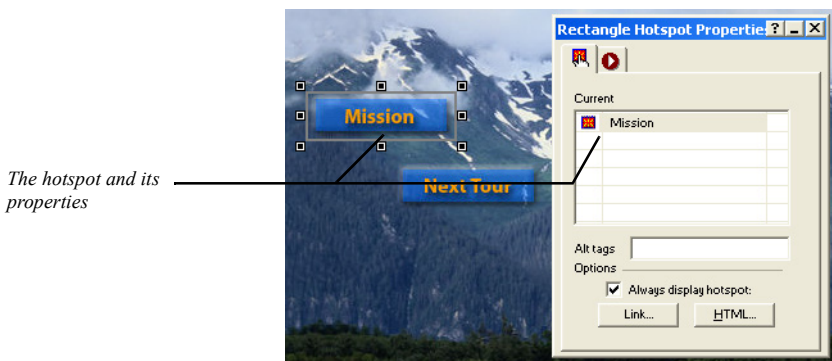 The hotspot and its
properties
Mission
Next Tour
Rectangle Hotspot Properties
Current
Mission
Alt tags
Options
Always display hotspot:
Link...
HTML...